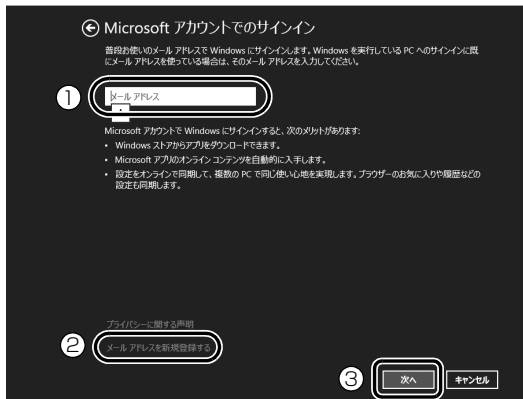 Microsoft アカウントでのサインイン
普段お使いのメール アドレスで Windows にサインインします。Windows を実行している PC へのサインインに既
にメール アドレスを使っている場合は、そのメール アドレスを入力してください。
①
メール アドレス
Microsoft アカウントで Windows にサインインすると、次のメリットがあります:
• Windows ストアからアプリをダウンロードできます。
• Microsoft アプリのオンライン コンテンツを自動的に入手します。
• 設定をオンラインで同期して、複数の PC で同じ使い心地を実現します。ブラウザーのお気に入りや履歴などの
設定も同期します。
プライバシーに関する声明
②
メール アドレスを新規登録する
③
次へ
キャンセル